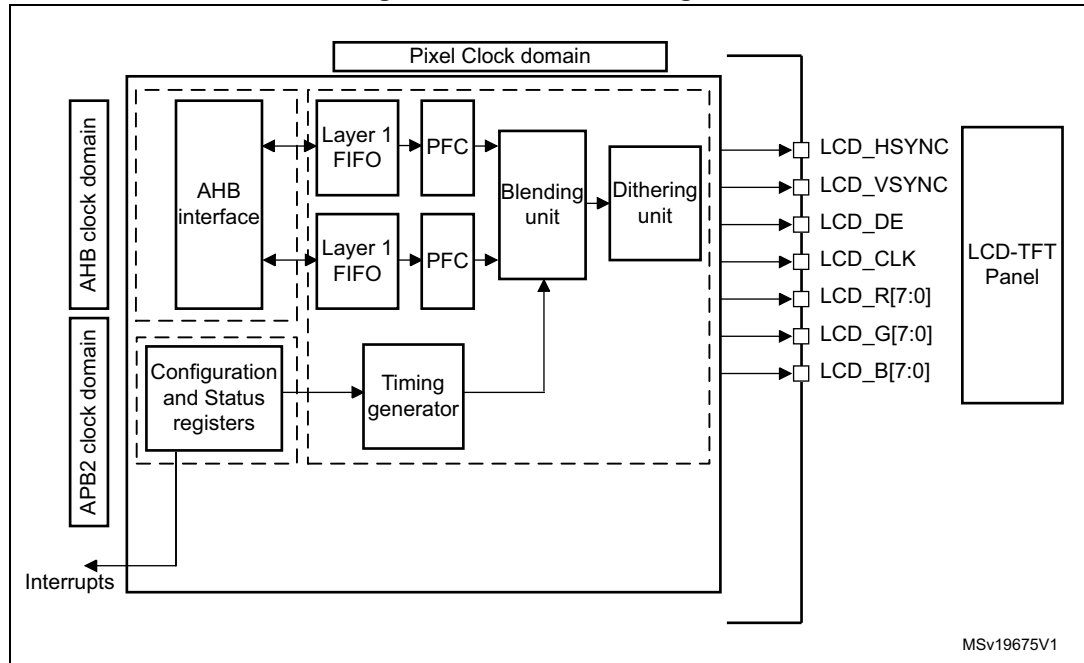 Pixel Clock domain
AHB clock domain
AHB
interface
Layer 1
FIFO
PFC
Layer 1
FIFO
PFC
Blending
unit
Dithering
unit
APB2 clock domain
Configuration
and Status
registers
Timing
generator
Interrupts
LCD_HSYNC
LCD_VSYNC
LCD_DE
LCD_CLK
LCD_R[7:0]
LCD_G[7:0]
LCD_B[7:0]
LCD-TFT
Panel
MSv19675V1